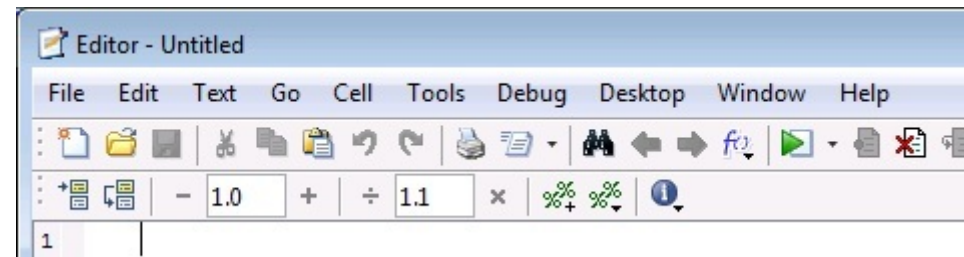 Editor - Untitled
File Edit Text Go Cell Tools Debug Desktop Window Help
f()
− 1.0 + ÷ 1.1 × %%+ %%
1